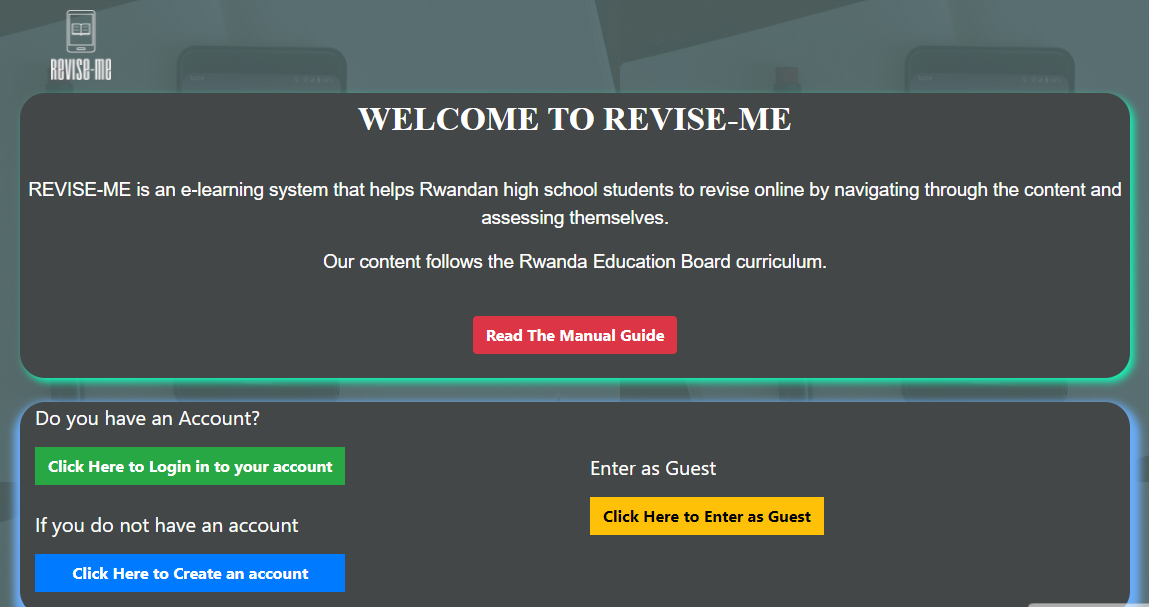 REVISE-ME
WELCOME TO REVISE-ME
REVISE-ME is an e-learning system that helps Rwandan high school students to revise online by navigating through the content and
assessing themselves.
Our content follows the Rwanda Education Board curriculum.
Read The Manual Guide
Do you have an Account?
Click Here to Login in to your account
If you do not have an account
Click Here to Create an account
Enter as Guest
Click Here to Enter as Guest